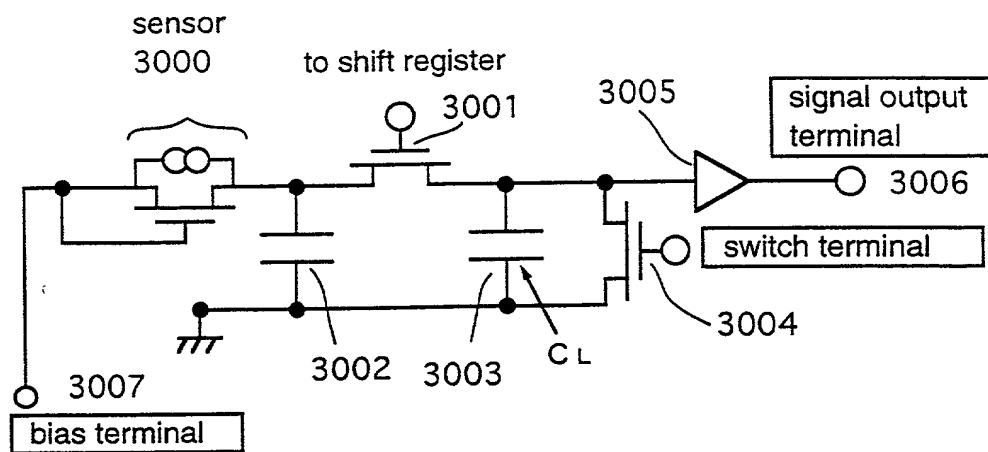 sensor
3000
to shift register
3001
3005
signal output
terminal
3006
switch terminal
3004
3002
3003
CL
3007
bias terminal